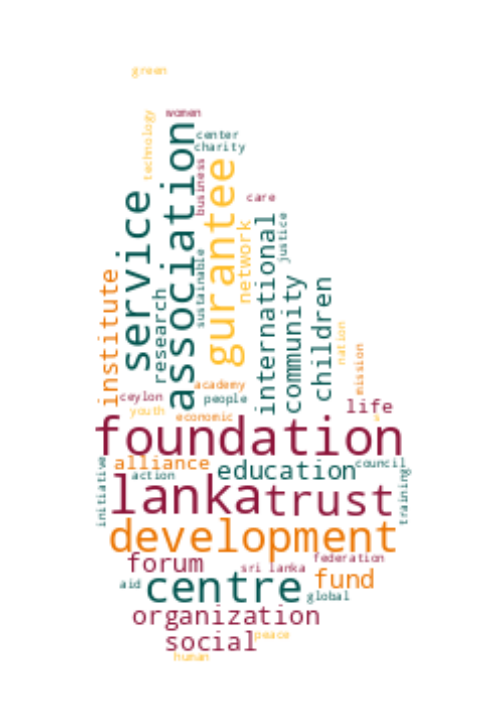 green
women
technology
center
charity
association
business
gurantee
care
service
network
international
justice
sustainable
institute
research
community
children
nation
mission
academy
ceylon
people
life
youth
economic
foundation
alliance
education
council
initiative
action
lanka trust
training
development
forum
sri lanka
federation
aid
centre
fund
global
organization
social
peace
human